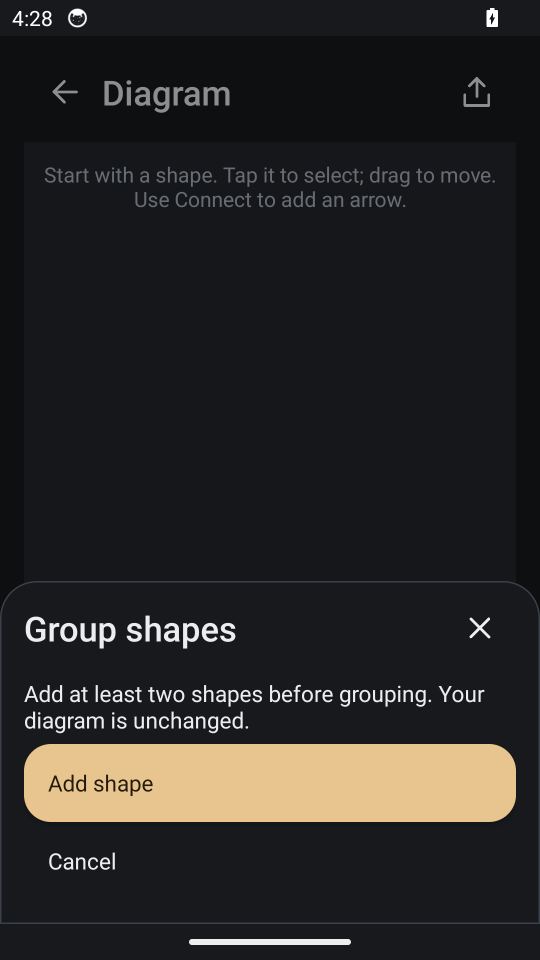 4:28
Diagram
Start with a shape. Tap it to select; drag to move.
Use Connect to add an arrow.
Group shapes
Add at least two shapes before grouping. Your
diagram is unchanged.
Add shape
Cancel